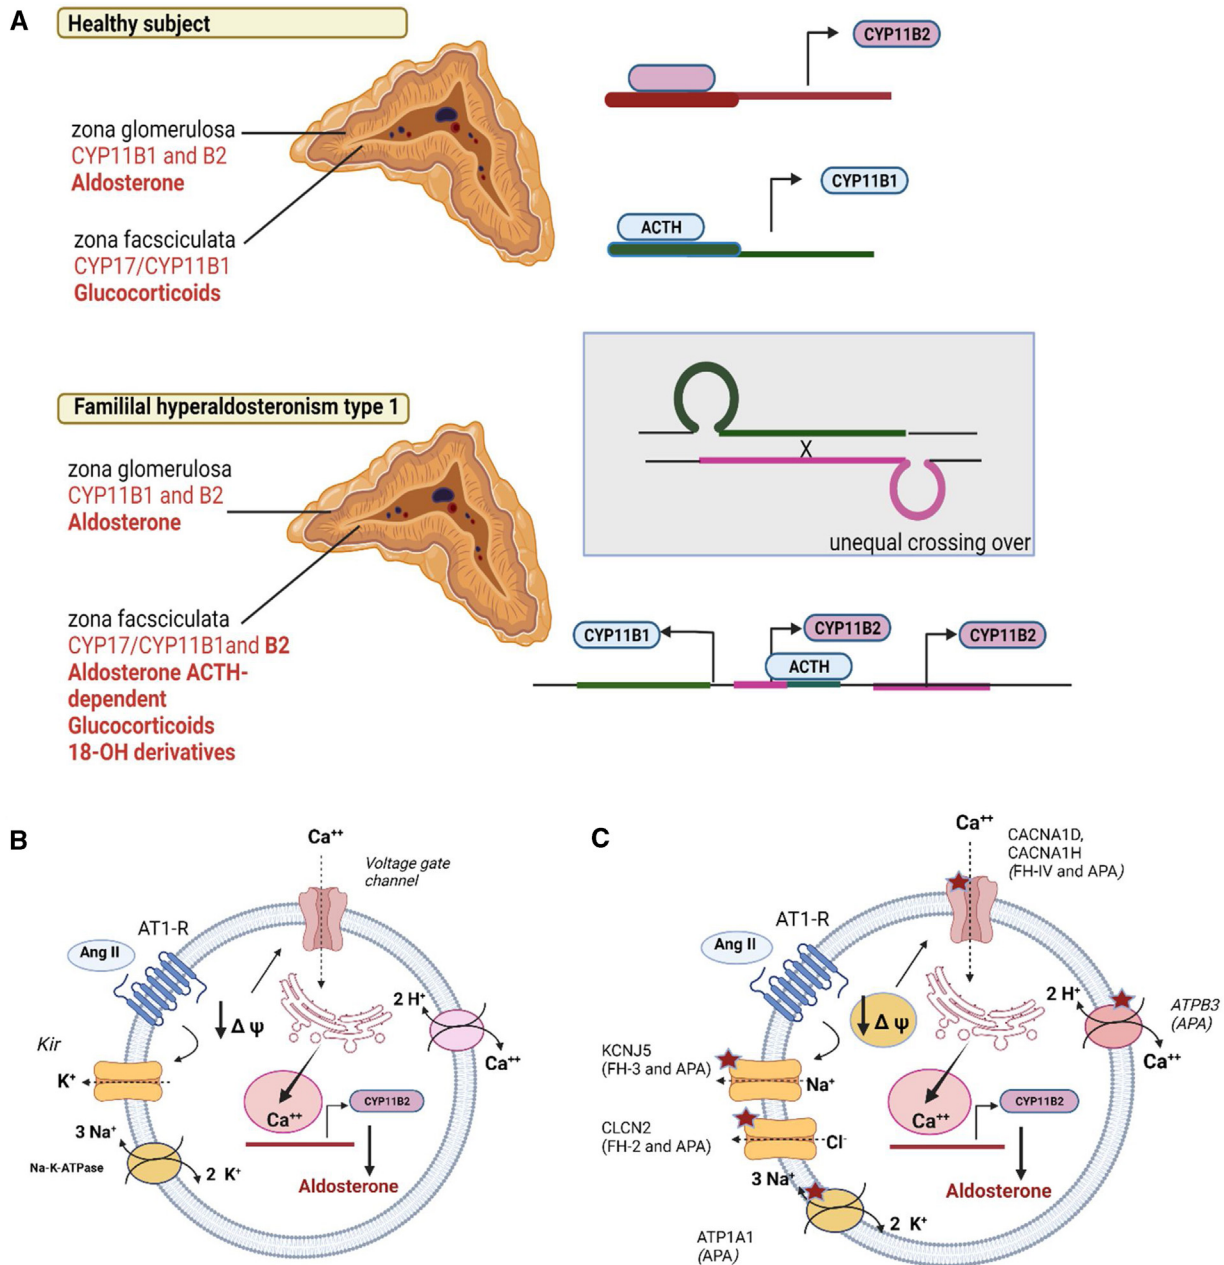 A
Healthy subject
zona glomerulosa
CYP11B1 and B2
Aldosterone
zona facsciculata
CYP17/CYP11B1
Glucocorticoids
CYP11B2
CYP11B1
ACTH
Famililal hyperaldosteronism type 1
zona glomerulosa
CYP11B1 and B2
Aldosterone
zona facsciculata
CYP17/CYP11B1and B2
Aldosterone ACTH-
dependent
Glucocorticoids
18-OH derivatives
X
unequal crossing over
CYP11B1
CYP11B2
ACTH
CYP11B2
B
Ca⁺⁺
Voltage gate
channel
AT1-R
Ang II
Δ ψ
2 H⁺
Ca⁺⁺
Kir
K⁺
Ca⁺⁺
CYP11B2
3 Na⁺
Na-K-ATPase
2 K⁺
Aldosterone
C
Ca⁺⁺
CACNA1D,
CACNA1H
(FH-IV and APA)
AT1-R
Ang II
Δ ψ
2 H⁺
ATPB3
(APA)
Ca⁺⁺
KCNJ5
(FH-3 and APA)
Na⁺
Ca⁺⁺
CYP11B2
CLCN2
(FH-2 and APA)
Cl⁻
3 Na⁺
Aldosterone
2 K⁺
ATP1A1
(APA)